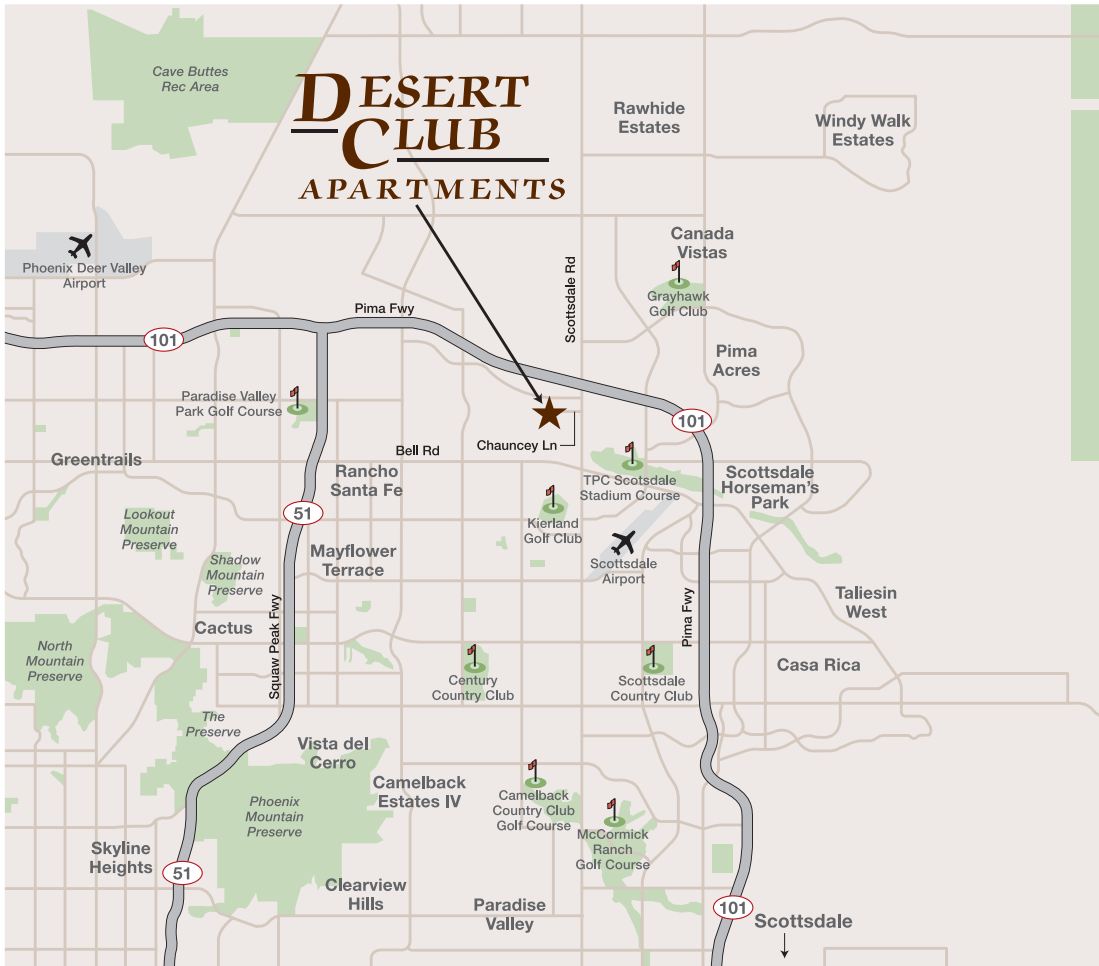 Cave Buttes
Rec Area
DESERT
CLUB
APARTMENTS
Rawhide
Estates
Windy Walk
Estates
Phoenix Deer Valley
Airport
Canada
Vistas
Scottsdale Rd
Grayhawk
Golf Club
Pima Fwy
101
Pima
Acres
Paradise Valley
Park Golf Course
101
Chauncey Ln
Bell Rd
Greentrails
Rancho
Santa Fe
TPC Scotsdale
Stadium Course
Scottsdale
Horseman's
Park
51
Lookout
Mountain
Preserve
Kierland
Golf Club
Shadow
Mountain
Preserve
Mayflower
Terrace
Scottsdale
Airport
Taliesin
West
Squaw Peak Fwy
Pima Fwy
Cactus
North
Mountain
Preserve
Century
Country Club
Scottsdale
Country Club
Casa Rica
The
Preserve
Vista del
Cerro
Camelback
Estates IV
Phoenix
Mountain
Preserve
Camelback
Country Club
Golf Course
McCormick
Ranch
Golf Course
Skyline
Heights
51
Clearview
Hills
Paradise
Valley
101
Scottsdale